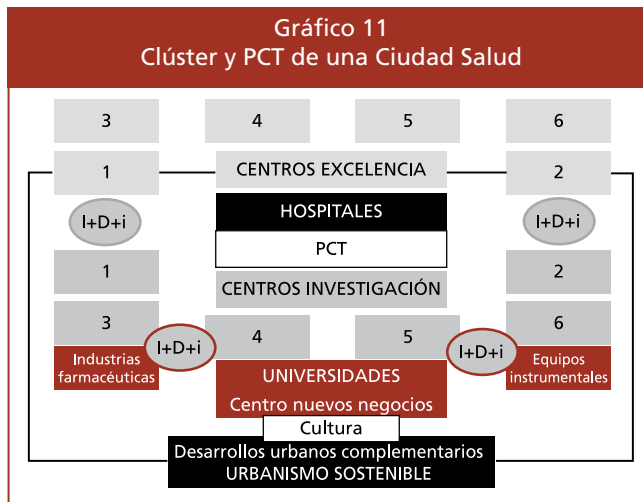 Gráfico 11
Clúster y PCT de una Ciudad Salud
3 4 5 6
1 CENTROS EXCELENCIA 2
I+D+i HOSPITALES I+D+i
PCT
1 CENTROS INVESTIGACIÓN 2
3 4 5 6
I+D+i I+D+i
Industrias
farmacéuticas
UNIVERSIDADES
Centro nuevos negocios
Equipos
instrumentales
Cultura
Desarrollos urbanos complementarios
URBANISMO SOSTENIBLE